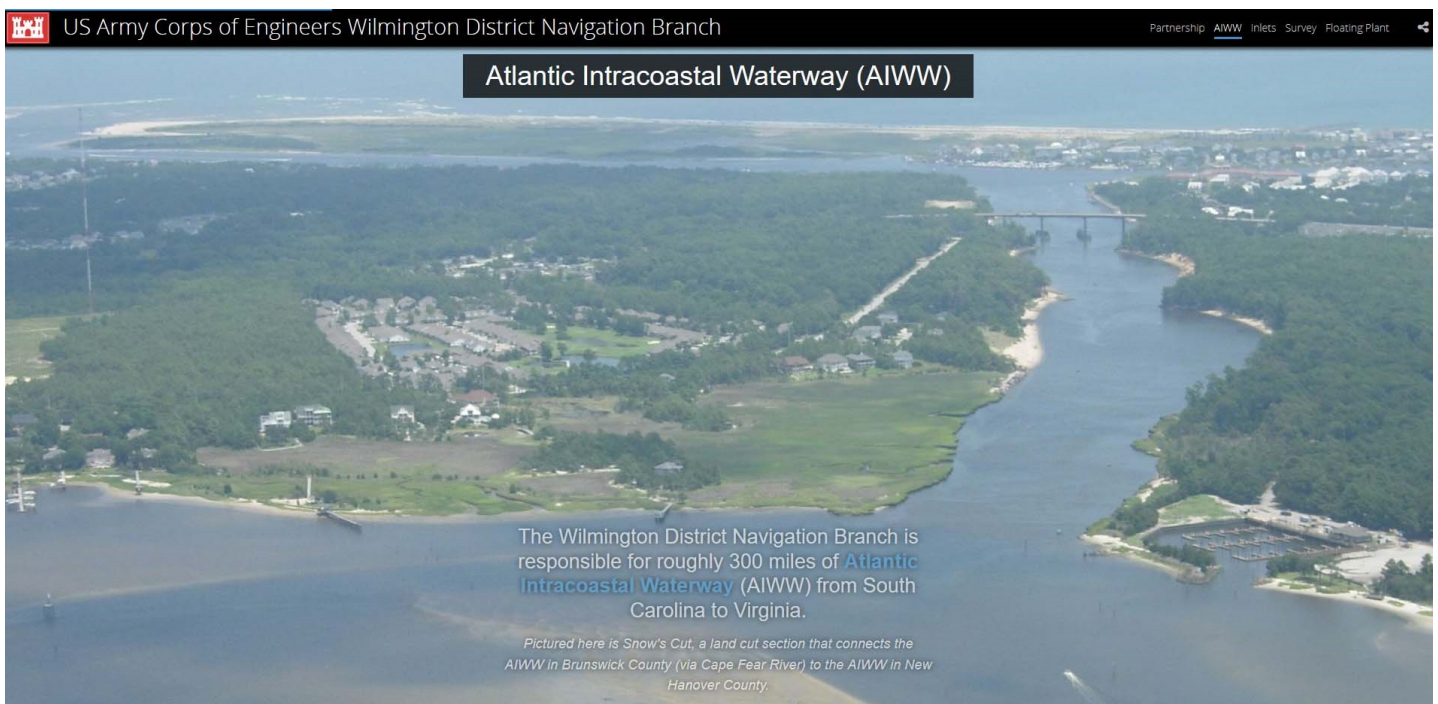 US Army Corps of Engineers Wilmington District Navigation Branch
Partnership AIWW Inlets Survey Floating Plant
Atlantic Intracoastal Waterway (AIWW)
The Wilmington District Navigation Branch is
responsible for roughly 300 miles of Atlantic
Intracoastal Waterway (AIWW) from South
Carolina to Virginia.
Pictured here is Snow's Cut, a land cut section that connects the
AIWW in Brunswick County (via Cape Fear River) to the AIWW in New
Hanover County.